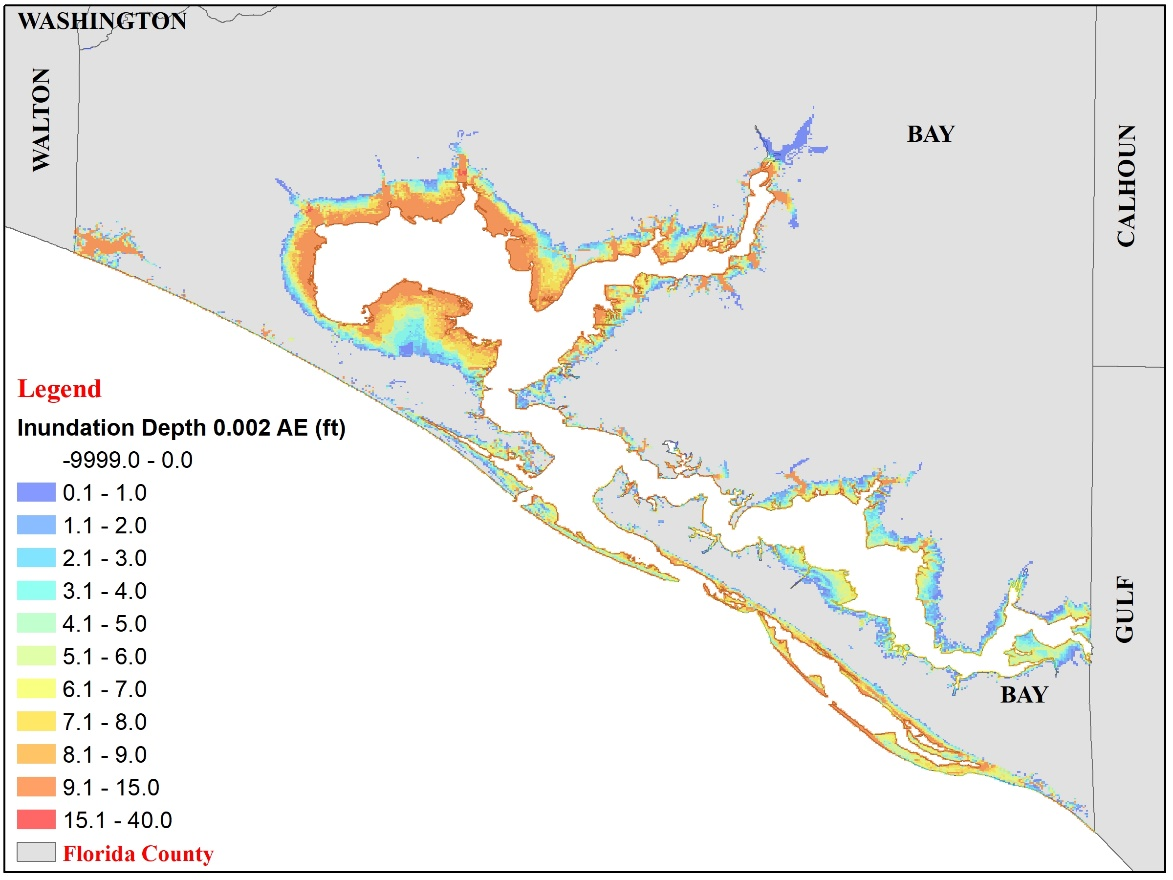 WASHINGTON
WALTON
BAY
CALHOUN
Legend
Inundation Depth 0.002 AE (ft)
-9999.0 - 0.0
0.1 - 1.0
1.1 - 2.0
2.1 - 3.0
3.1 - 4.0
4.1 - 5.0
5.1 - 6.0
6.1 - 7.0
7.1 - 8.0
8.1 - 9.0
9.1 - 15.0
15.1 - 40.0
Florida County
GULF
BAY